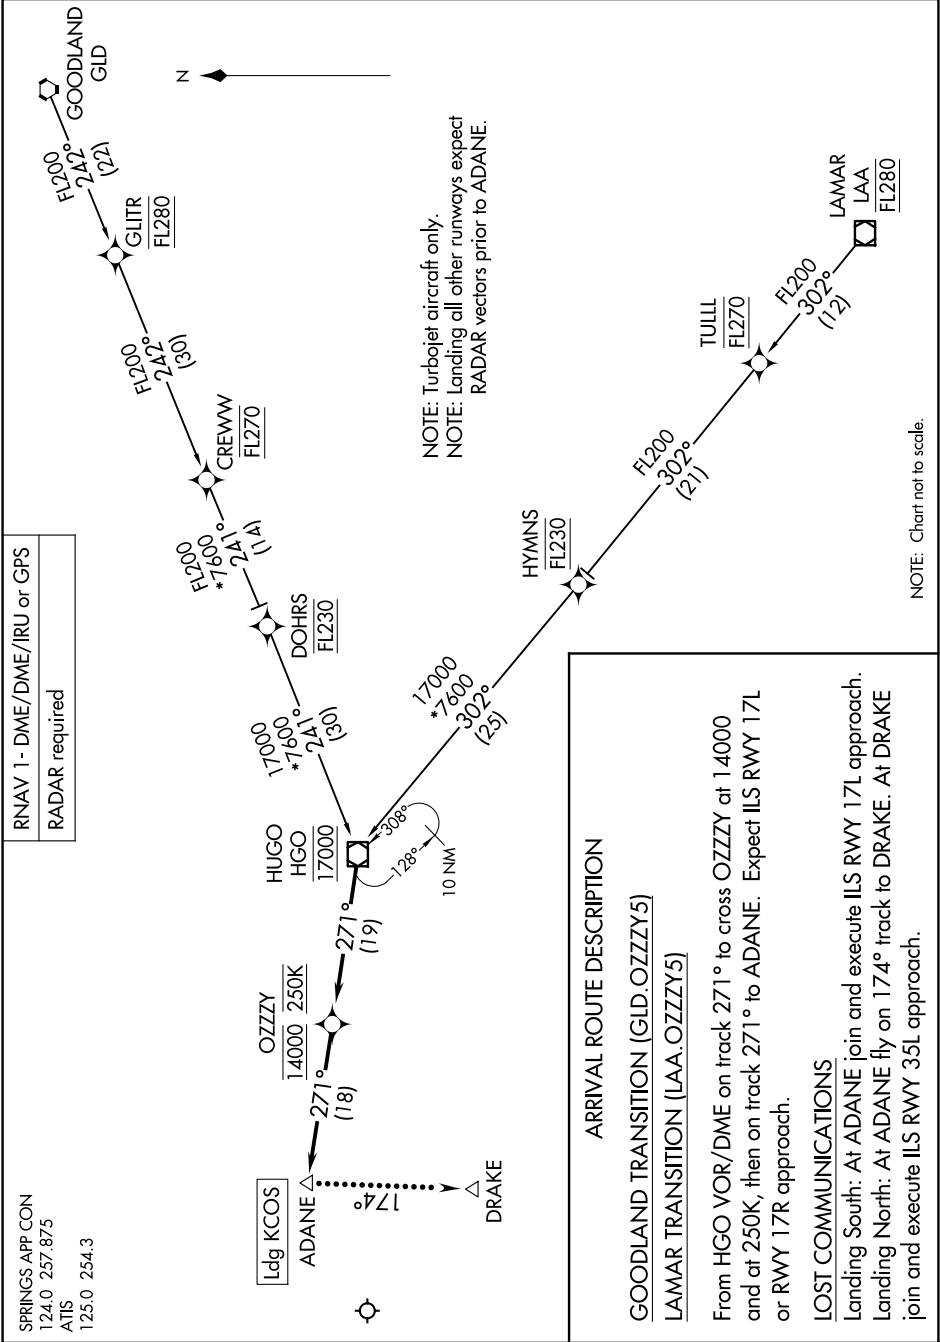 SPRINGS APP CON
124.0 257.875
ATIS
125.0 254.3
RNAV 1 - DME/DME/IRU or GPS
RADAR required
GOODLAND
GLD
N
FL200
242°
(22)
GLITR
FL280
FL200
242°
(30)
CREWW
FL270
FL200
*7600
241°
(14)
DOHRS
FL230
17000
*7600
241°
(30)
HUGO
HGO
17000
308°
128°
10 NM
271°
(19)
OZZZY
14000 250K
271°
(18)
Ldg KCOS
ADANE
174°
DRAKE
NOTE: Turbojet aircraft only.
NOTE: Landing all other runways expect
RADAR vectors prior to ADANE.
LAMAR
LAA
FL280
FL200
302°
(12)
TULLL
FL270
FL200
302°
(21)
HYMNS
FL230
17000
*7600
302°
(25)
NOTE: Chart not to scale.
ARRIVAL ROUTE DESCRIPTION
GOODLAND TRANSITION (GLD.OZZZY5)
LAMAR TRANSITION (LAA.OZZZY5)
From HGO VOR/DME on track 271° to cross OZZZY at 14000
and at 250K, then on track 271° to ADANE. Expect ILS RWY 17L
or RWY 17R approach.
LOST COMMUNICATIONS
Landing South: At ADANE join and execute ILS RWY 17L approach.
Landing North: At ADANE fly on 174° track to DRAKE. At DRAKE
join and execute ILS RWY 35L approach.